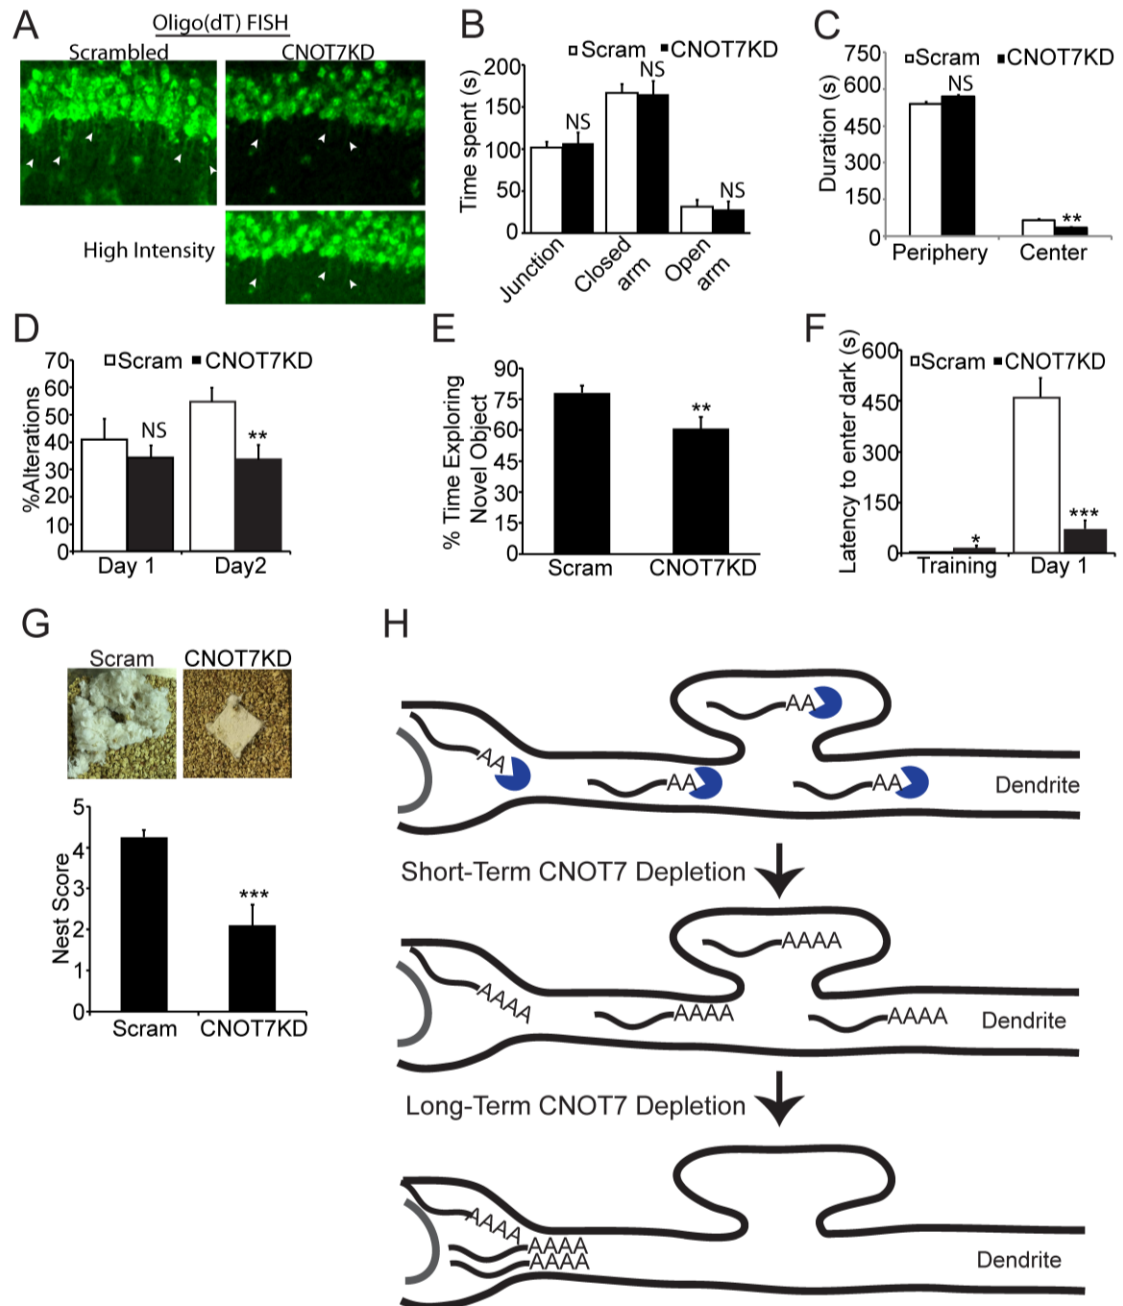 A
Oligo(dT) FISH
Scrambled
CNOT7KD
High Intensity
B
Scram CNOT7KD
Time spent (s)
200
150
100
50
0
NS
NS
NS
Junction
Closed arm
Open arm
C
Scram CNOT7KD
Duration (s)
750
600
450
300
150
0
NS
**
Periphery
Center
D
Scram CNOT7KD
%Alterations
70
60
50
40
30
20
10
0
NS
**
Day 1
Day2
E
% Time Exploring
Novel Object
90
75
60
45
30
15
0
**
Scram
CNOT7KD
F
Scram CNOT7KD
Latency to enter dark (s)
600
450
300
150
0
*
***
Training
Day 1
G
Scram
CNOT7KD
Nest Score
5
4
3
2
1
0
***
Scram
CNOT7KD
H
AA
AA
AA
AA
Dendrite
Short-Term CNOT7 Depletion
AAAA
AAAA
AAAA
AAAA
Dendrite
Long-Term CNOT7 Depletion
AAAA
AAAA
AAAA
Dendrite